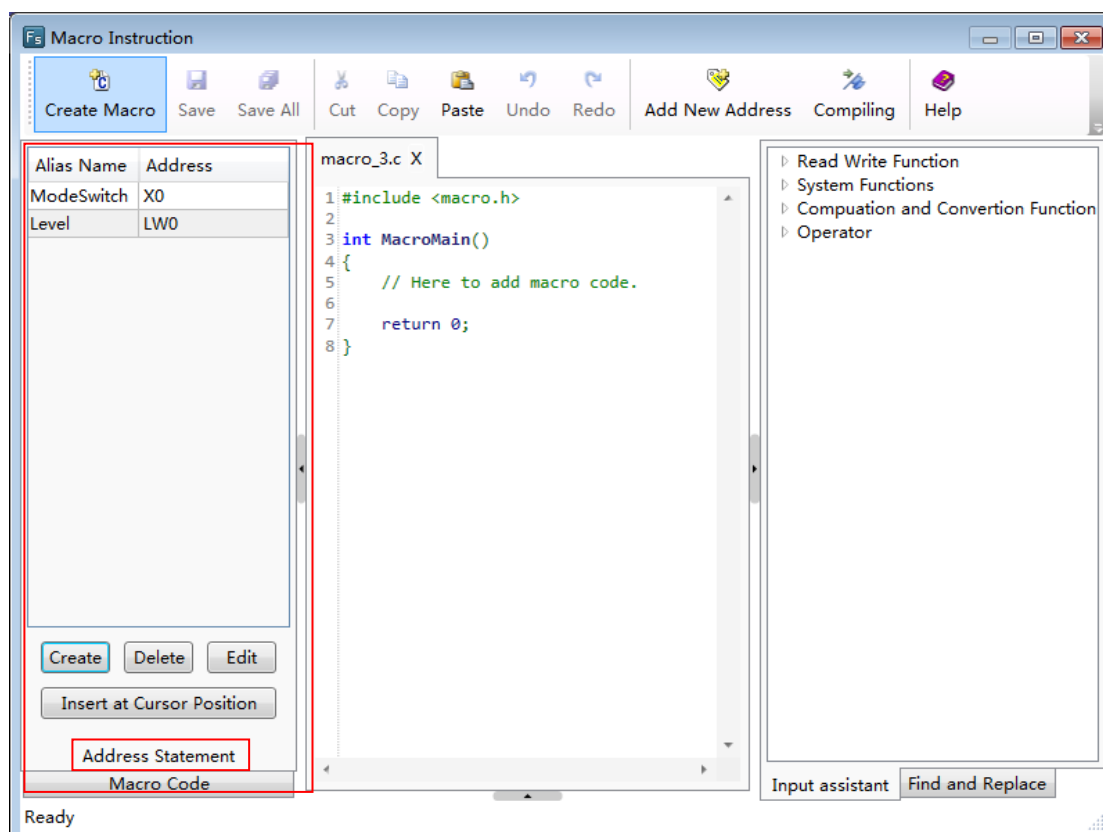 Macro Instruction
Create Macro Save Save All Cut Copy Paste Undo Redo Add New Address Compiling Help
Alias Name Address
ModeSwitch X0
Level LW0
Create Delete Edit
Insert at Cursor Position
Address Statement
Macro Code
macro_3.c X
1 #include <macro.h>
2
3 int MacroMain()
4 {
5 // Here to add macro code.
6
7 return 0;
8 }
Read Write Function
System Functions
Compuation and Convertion Function
Operator
Input assistant Find and Replace
Ready